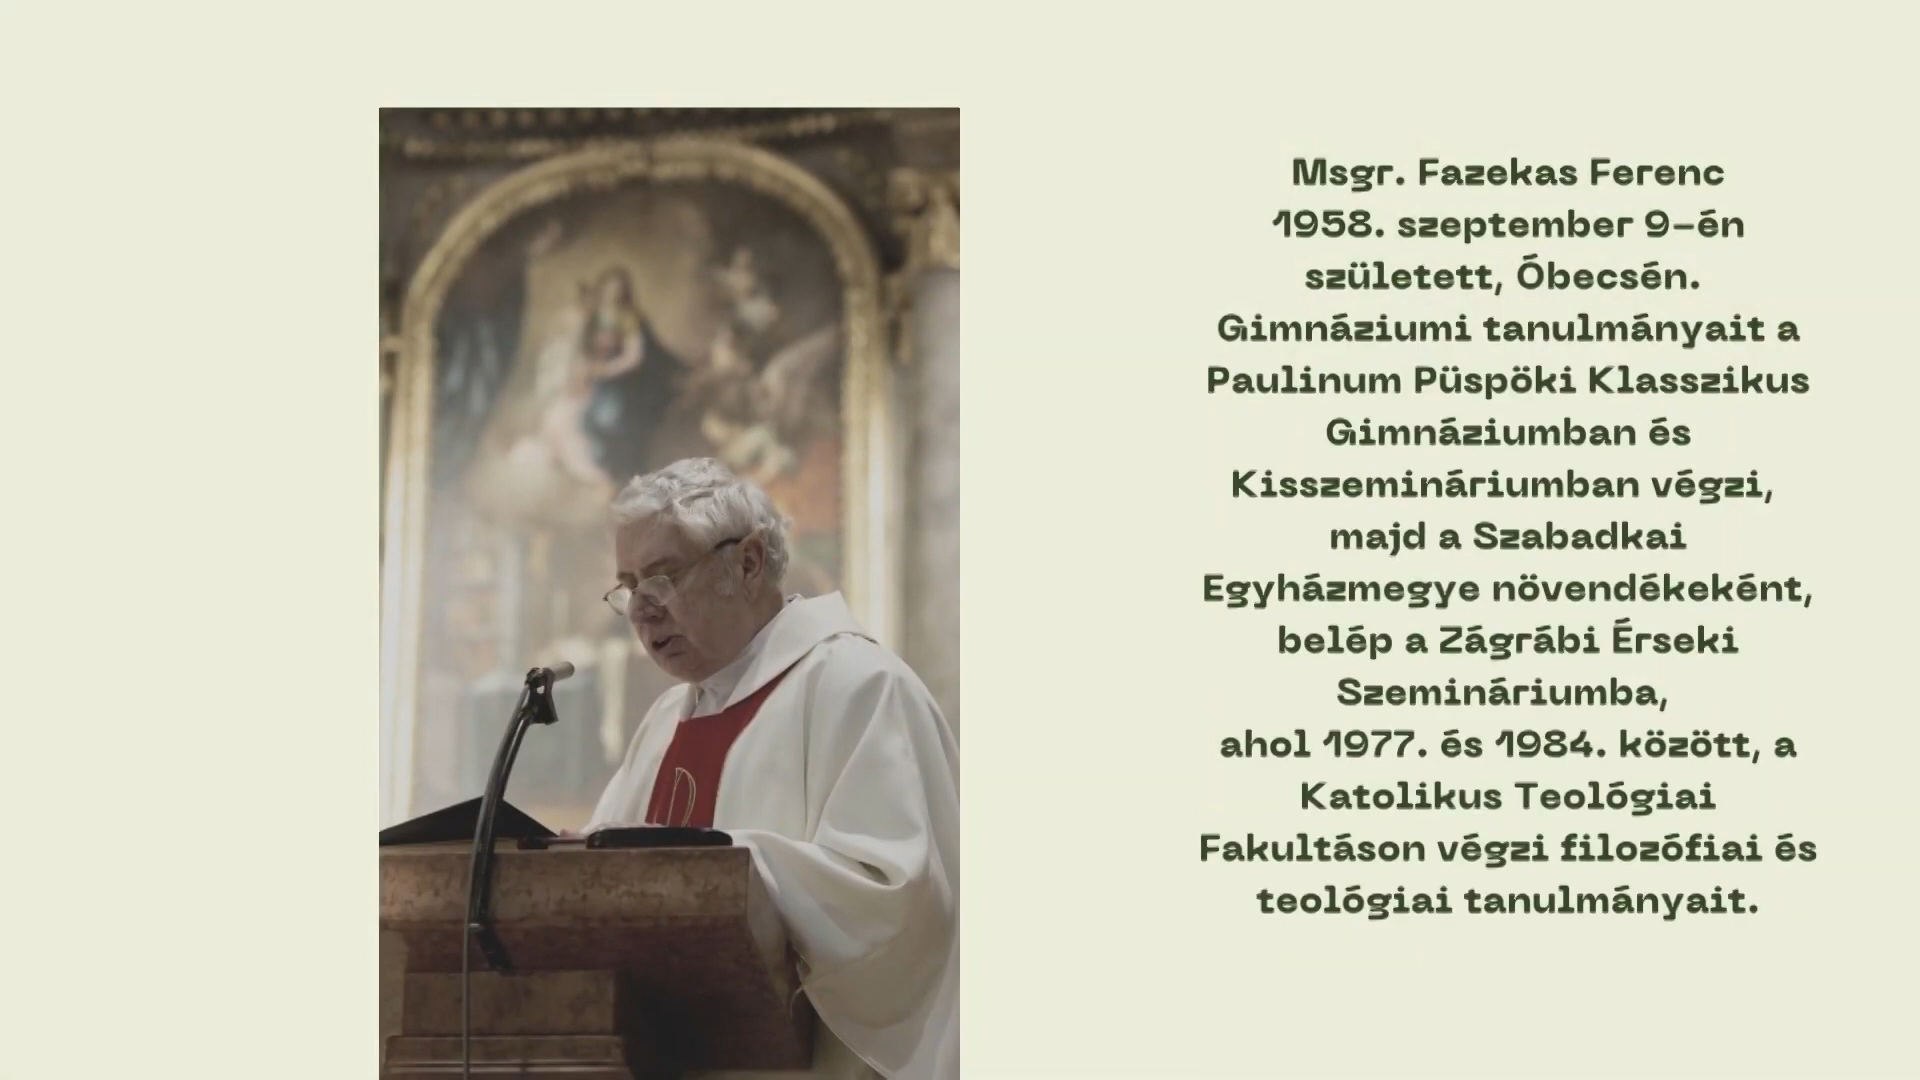 Msgr. Fazekas Ferenc
1958. szeptember 9-én
született, Óbecsén.
Gimnáziumi tanulmányait a
Paulinum Püspöki Klasszikus
Gimnáziumban és
Kisszemináriumban végzi,
majd a Szabadkai
Egyházmegye növendékeként,
belép a Zágrábi Érseki
Szemináriumba,
ahol 1977. és 1984. között, a
Katolikus Teológiai
Fakultáson végzi filozófiai és
teológiai tanulmányait.